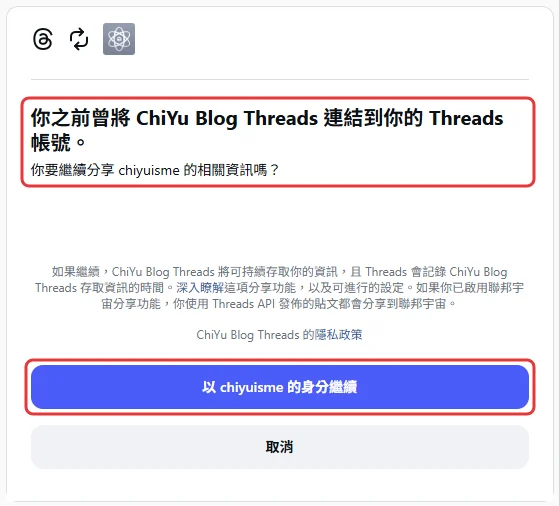 你之前曾將 ChiYu Blog Threads 連結到你的 Threads
帳號。
你要繼續分享 chiyuisme 的相關資訊嗎？
如果繼續，ChiYu Blog Threads 將可持續存取你的資訊，且 Threads 會記錄 ChiYu Blog
Threads 存取資訊的時間。深入瞭解這項分享功能，以及可進行的設定。如果你已啟用聯邦宇
宙分享功能，你使用 Threads API 發佈的貼文都會分享到聯邦宇宙。
ChiYu Blog Threads 的隱私政策
以 chiyuisme 的身分繼續
取消